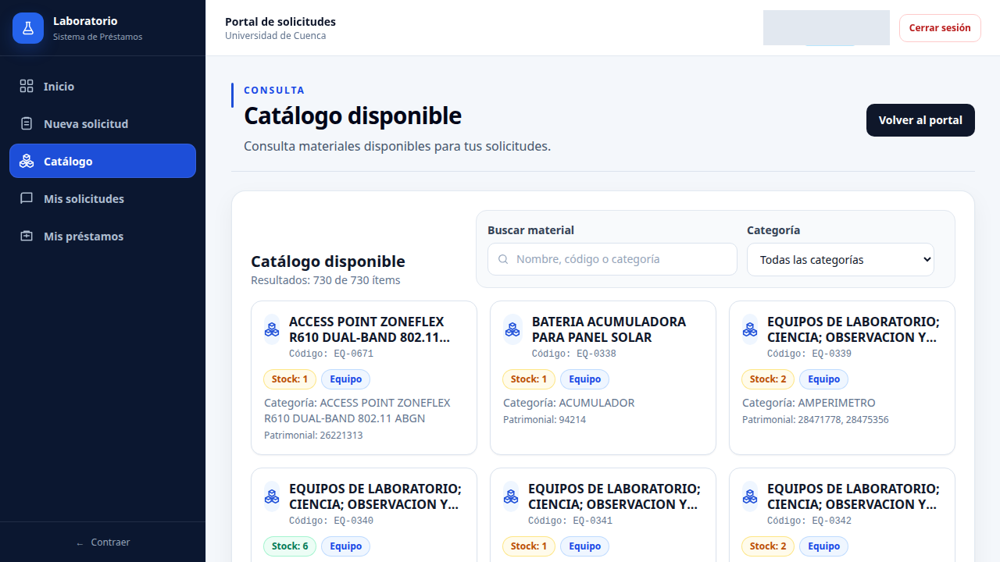 Laboratorio
Sistema de Préstamos
Inicio
Nueva solicitud
Catálogo
Mis solicitudes
Mis préstamos
← Contraer
Portal de solicitudes
Universidad de Cuenca
Cerrar sesión
CONSULTA
Catálogo disponible
Consulta materiales disponibles para tus solicitudes.
Volver al portal
Catálogo disponible
Resultados: 730 de 730 ítems
Buscar material
Nombre, código o categoría
Categoría
Todas las categorías
ACCESS POINT ZONEFLEX
R610 DUAL-BAND 802.11...
Código: EQ-0671
Stock: 1
Equipo
Categoría: ACCESS POINT ZONEFLEX
R610 DUAL-BAND 802.11 ABGN
Patrimonial: 26221313
BATERIA ACUMULADORA
PARA PANEL SOLAR
Código: EQ-0338
Stock: 1
Equipo
Categoría: ACUMULADOR
Patrimonial: 94214
EQUIPOS DE LABORATORIO;
CIENCIA; OBSERVACION Y...
Código: EQ-0339
Stock: 2
Equipo
Categoría: AMPERIMETRO
Patrimonial: 28471778, 28475356
EQUIPOS DE LABORATORIO;
CIENCIA; OBSERVACION Y...
Código: EQ-0340
Stock: 6
Equipo
EQUIPOS DE LABORATORIO;
CIENCIA; OBSERVACION Y...
Código: EQ-0341
Stock: 1
Equipo
EQUIPOS DE LABORATORIO;
CIENCIA; OBSERVACION Y...
Código: EQ-0342
Stock: 2
Equipo